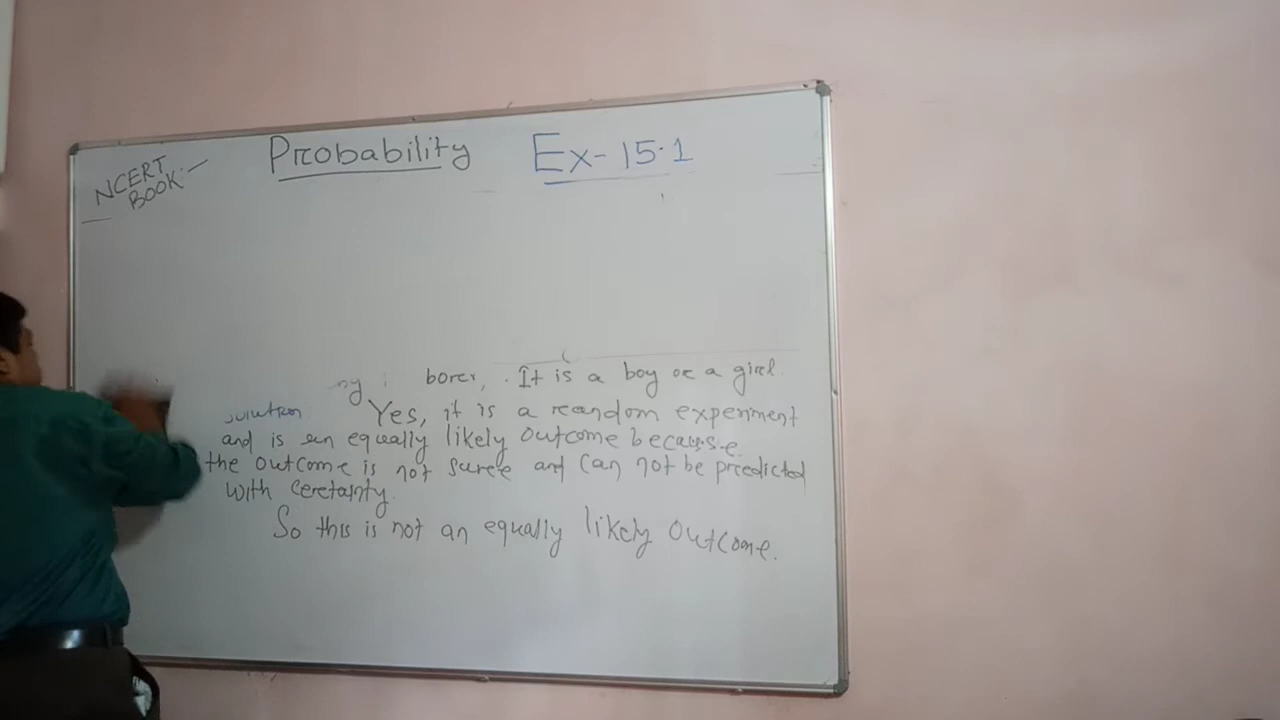 NCERT BOOK:-
Probability Ex-15.1
born, . It is a boy or a girl.
solution Yes, it is a random experiment
and is an equally likely outcome because
the outcome is not sure and can not be predicted
with certainty.
So this is not an equally likely outcome.